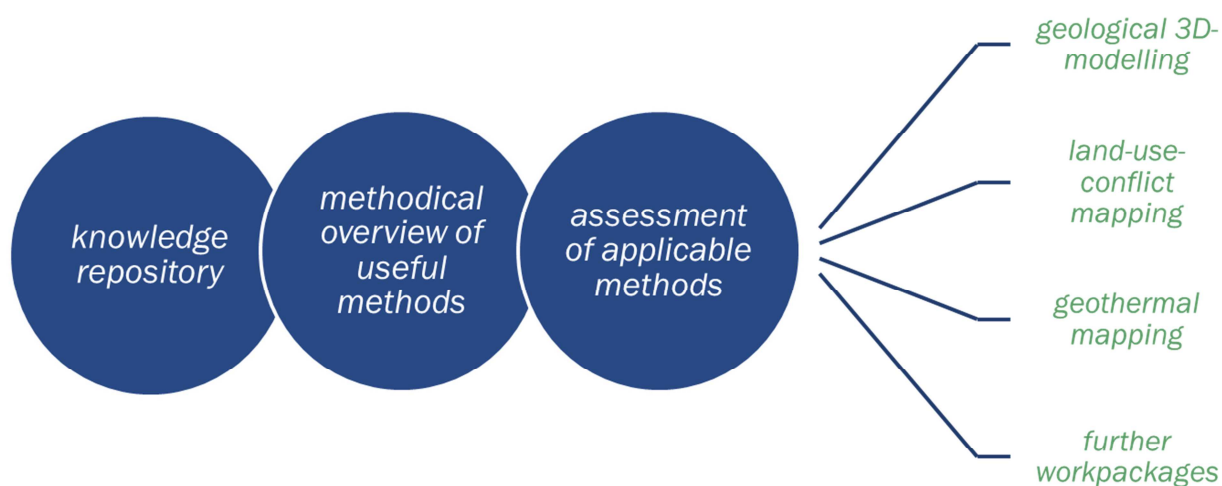 knowledge
repository
methodical
overview of
useful
methods
assessment
of applicable
methods
geological 3D-
modelling
land-use-
conflict
mapping
geothermal
mapping
further
workpackages